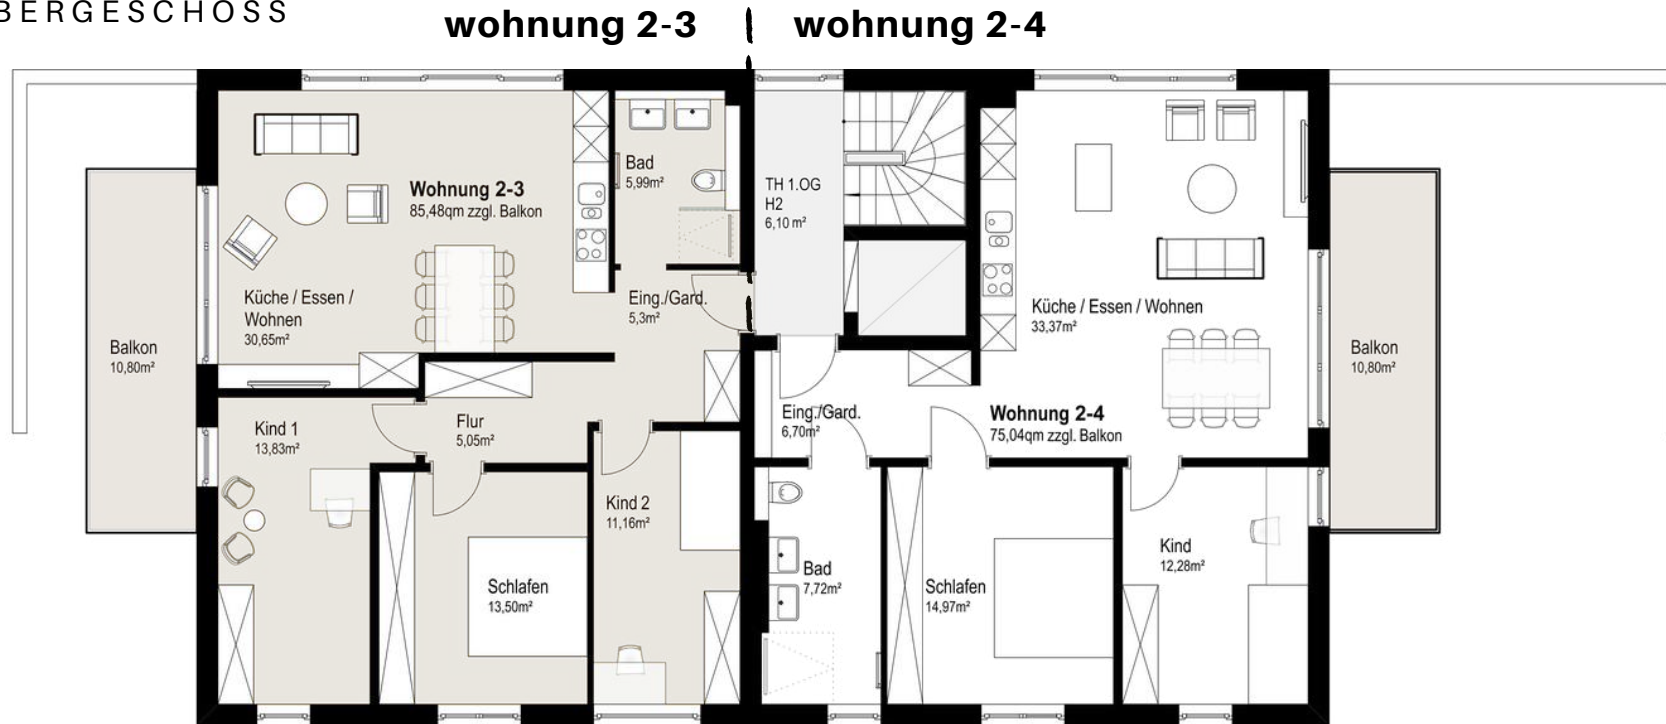 BERGESCHOSS
wohnung 2-3
wohnung 2-4
Wohnung 2-3
85,48qm zzgl. Balkon
Bad
5,99m²
TH 1.OG
H2
6,10 m²
Küche / Essen /
Wohnen
30,65m²
Eing./Gard.
5,3m²
Küche / Essen / Wohnen
33,37m²
Balkon
10,80m²
Balkon
10,80m²
Kind 1
13,83m²
Flur
5,05m²
Eing./Gard.
6,70m²
Wohnung 2-4
75,04qm zzgl. Balkon
Kind 2
11,16m²
Schlafen
13,50m²
Bad
7,72m²
Schlafen
14,97m²
Kind
12,28m²